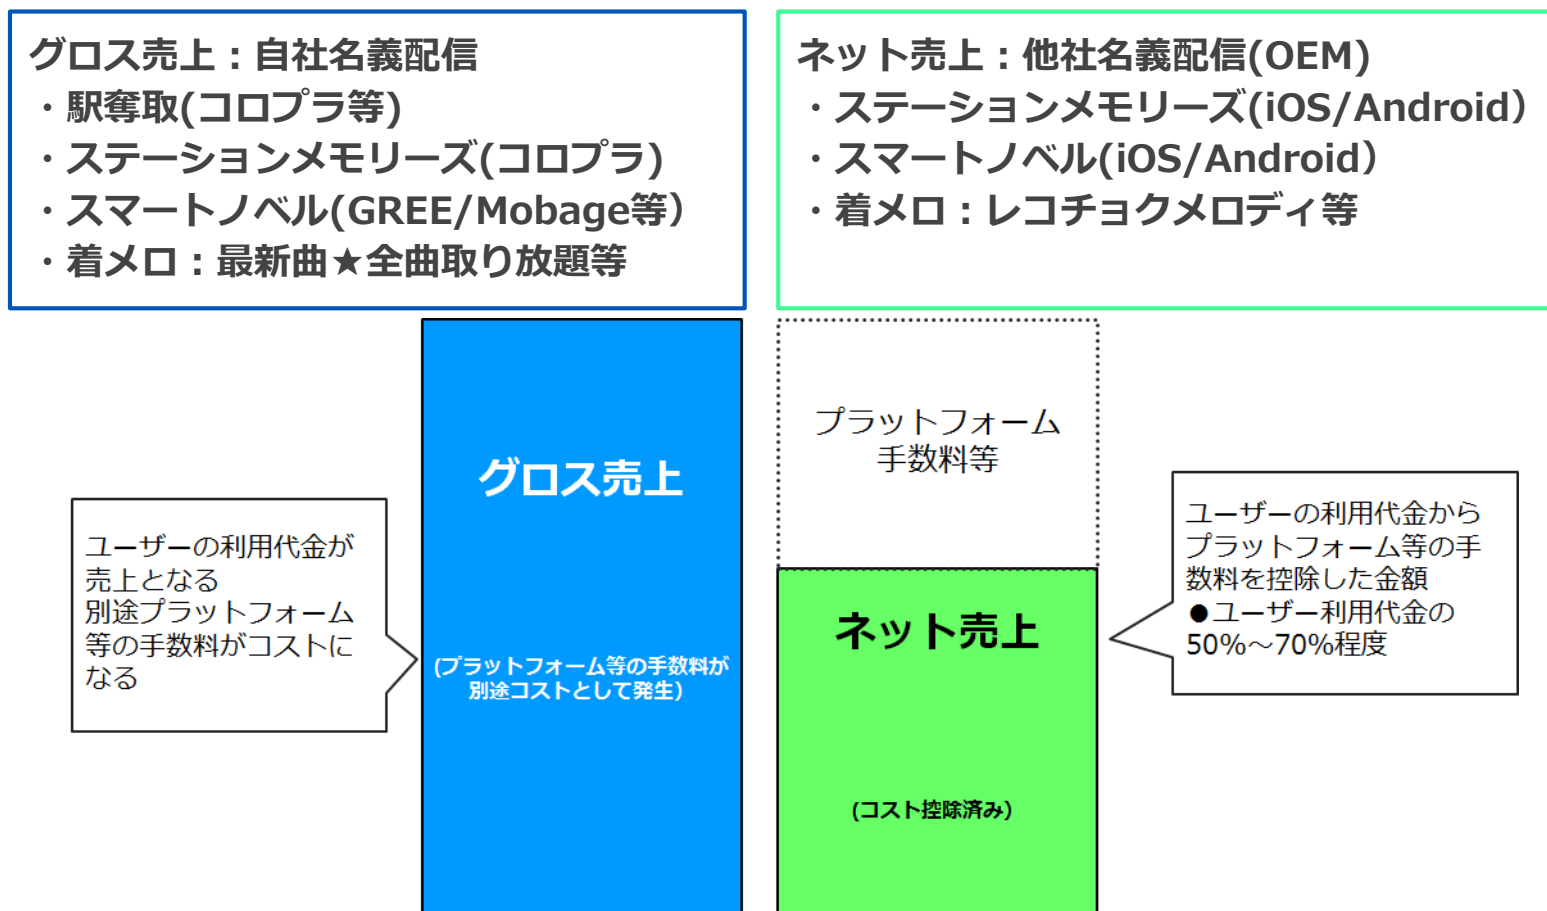 グロス売上：自社名義配信
・駅奪取(コロプラ等)
・ステーションメモリーズ(コロプラ)
・スマートノベル(GREE/Mobage等）
・着メロ：最新曲★全曲取り放題等
ネット売上：他社名義配信(OEM)
・ステーションメモリーズ(iOS/Android）
・スマートノベル(iOS/Android）
・着メロ：レコチョクメロディ等
ユーザーの利用代金が
売上となる
別途プラットフォーム
等の手数料がコストに
なる
グロス売上
(プラットフォーム等の手数料が
別途コストとして発生)
プラットフォーム
手数料等
ネット売上
(コスト控除済み)
ユーザーの利用代金から
プラットフォーム等の手
数料を控除した金額
●ユーザー利用代金の
50%～70%程度